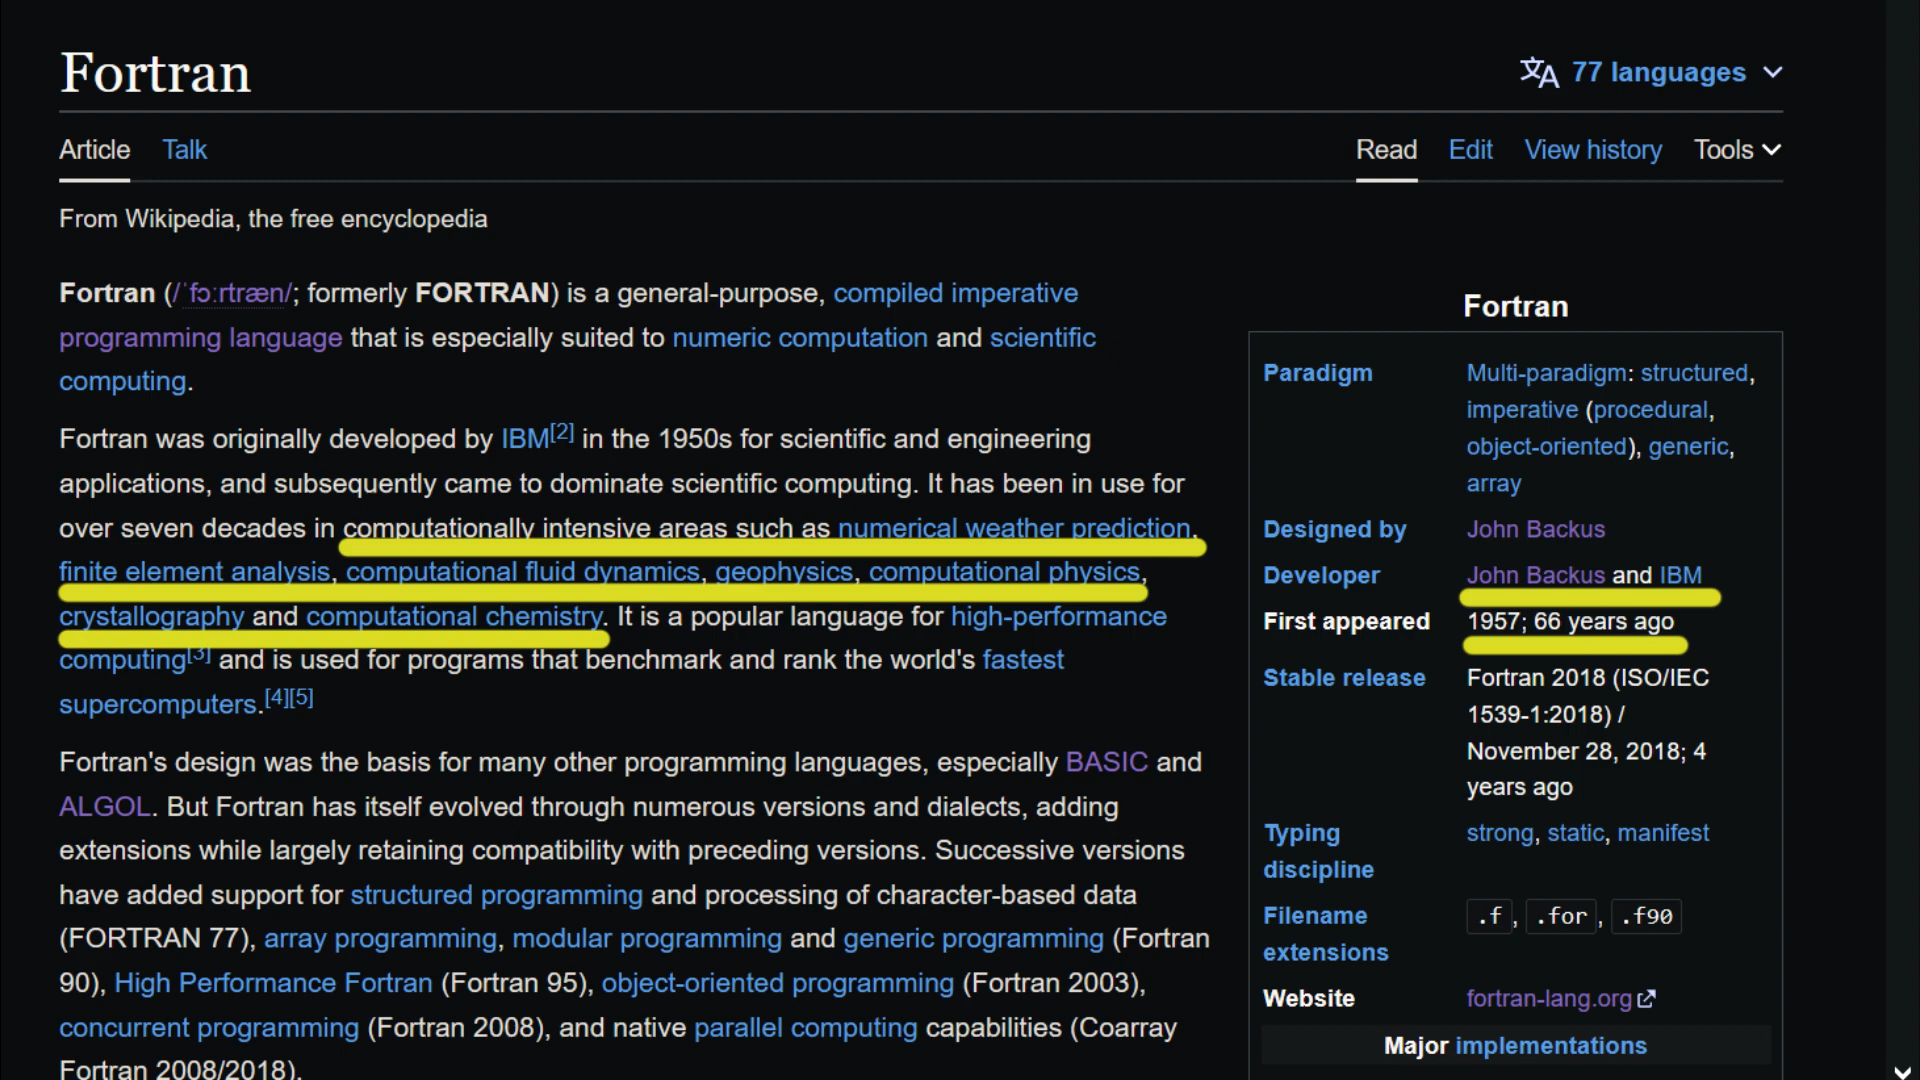 Fortran
77 languages
Article Talk
Read Edit View history Tools
From Wikipedia, the free encyclopedia
Fortran (/ˈfɔːrtræn/; formerly FORTRAN) is a general-purpose, compiled imperative
programming language that is especially suited to numeric computation and scientific
computing.
Fortran was originally developed by IBM[2] in the 1950s for scientific and engineering
applications, and subsequently came to dominate scientific computing. It has been in use for
over seven decades in computationally intensive areas such as numerical weather prediction,
finite element analysis, computational fluid dynamics, geophysics, computational physics,
crystallography and computational chemistry. It is a popular language for high-performance
computing[3] and is used for programs that benchmark and rank the world's fastest
supercomputers.[4][5]
Fortran's design was the basis for many other programming languages, especially BASIC and
ALGOL. But Fortran has itself evolved through numerous versions and dialects, adding
extensions while largely retaining compatibility with preceding versions. Successive versions
have added support for structured programming and processing of character-based data
(FORTRAN 77), array programming, modular programming and generic programming (Fortran
90), High Performance Fortran (Fortran 95), object-oriented programming (Fortran 2003),
concurrent programming (Fortran 2008), and native parallel computing capabilities (Coarray
Fortran 2008/2018).
Fortran
Paradigm Multi-paradigm: structured,
imperative (procedural,
object-oriented), generic,
array
Designed by John Backus
Developer John Backus and IBM
First appeared 1957; 66 years ago
Stable release Fortran 2018 (ISO/IEC
1539-1:2018) /
November 28, 2018; 4
years ago
Typing strong, static, manifest
discipline
Filename .f, .for, .f90
extensions
Website fortran-lang.org
Major implementations